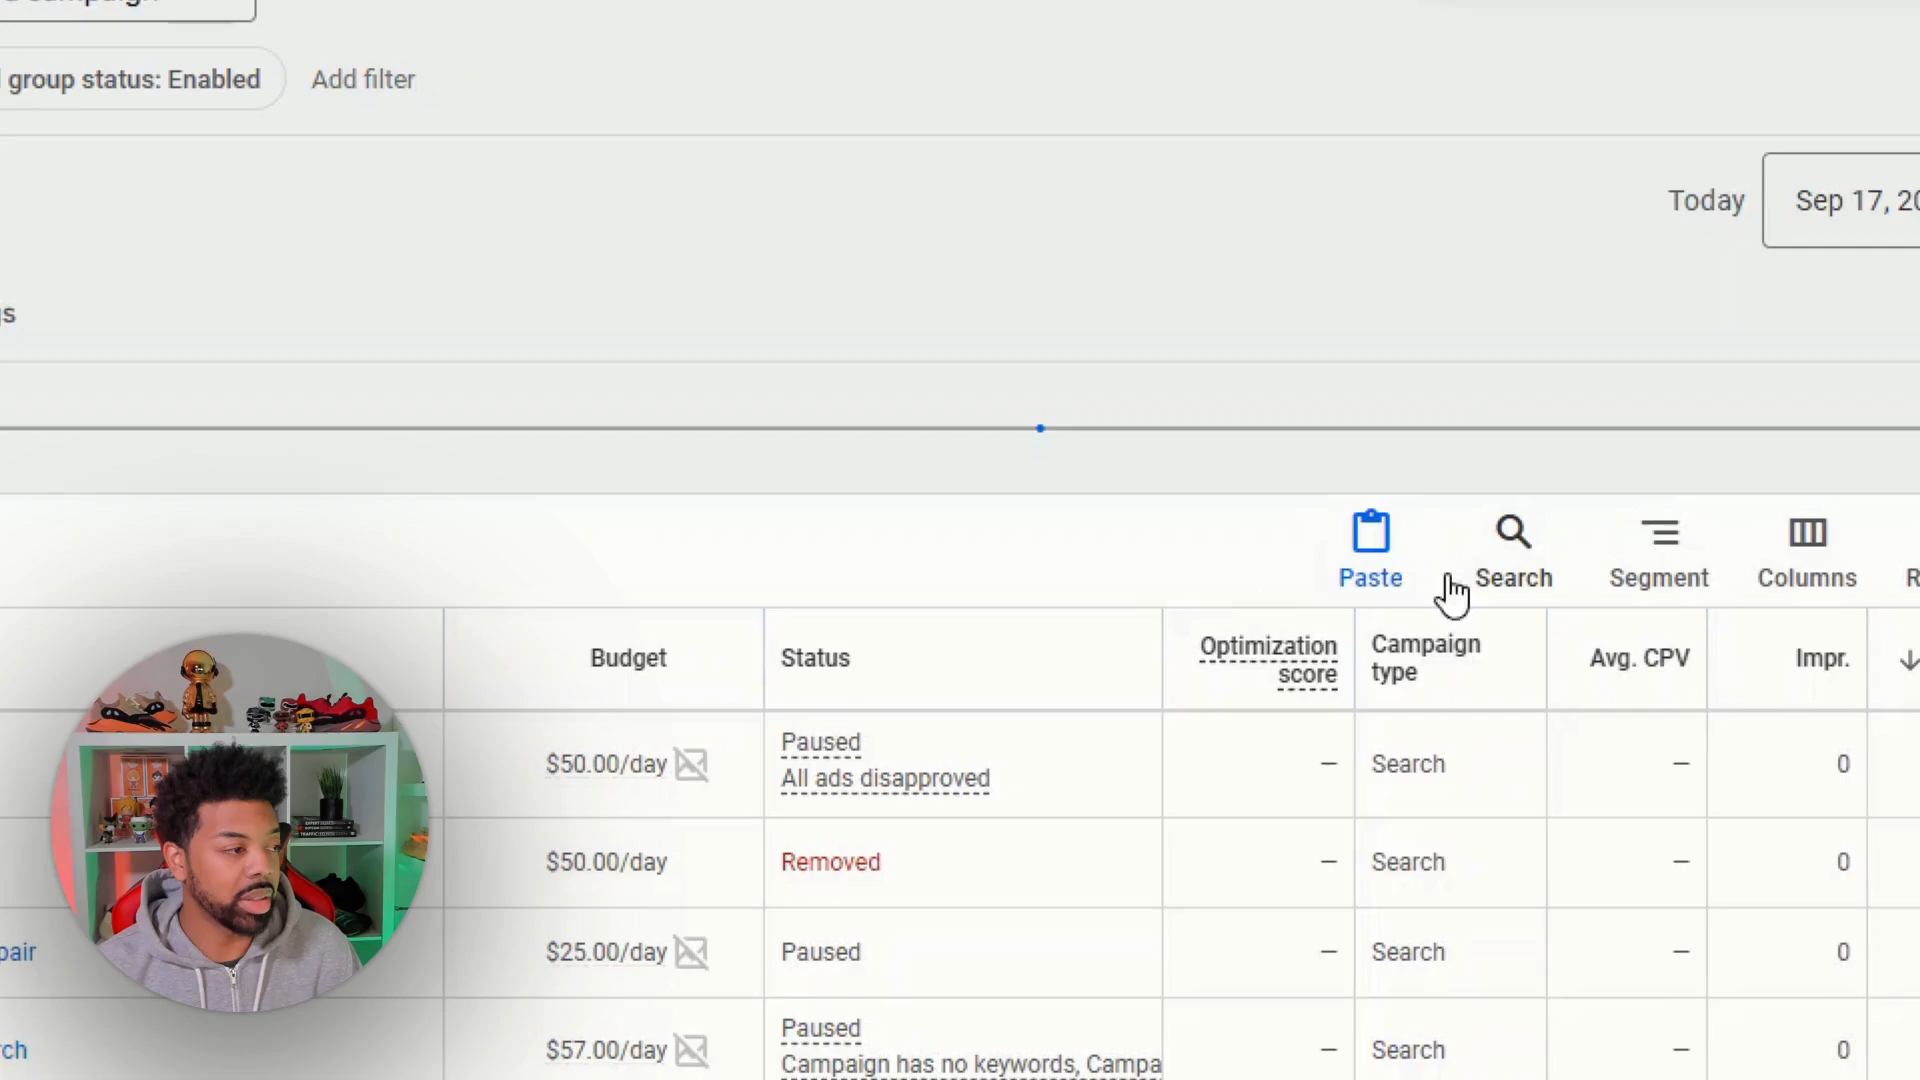 group status: Enabled Add filter
Today Sep 17, 20
gs
Paste Search Segment Columns R
Budget Status Optimization score Campaign type Avg. CPV Impr.
$50.00/day Paused — Search — 0
All ads disapproved
$50.00/day Removed — Search — 0
pair $25.00/day Paused — Search — 0
rch $57.00/day Paused — Search — 0
Campaign has no keywords, Campa